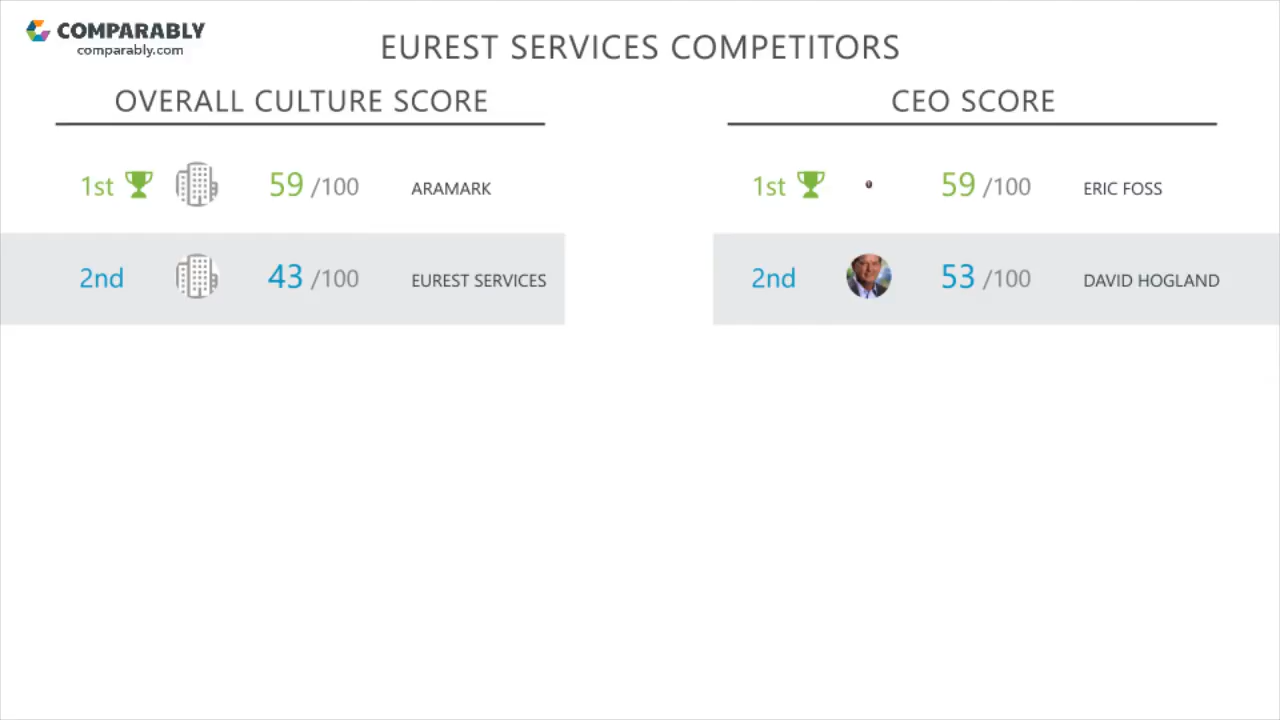 COMPARABLY
comparably.com
EUREST SERVICES COMPETITORS
OVERALL CULTURE SCORE
1st 59 /100 ARAMARK
2nd 43 /100 EUREST SERVICES
CEO SCORE
1st 59 /100 ERIC FOSS
2nd 53 /100 DAVID HOGLAND